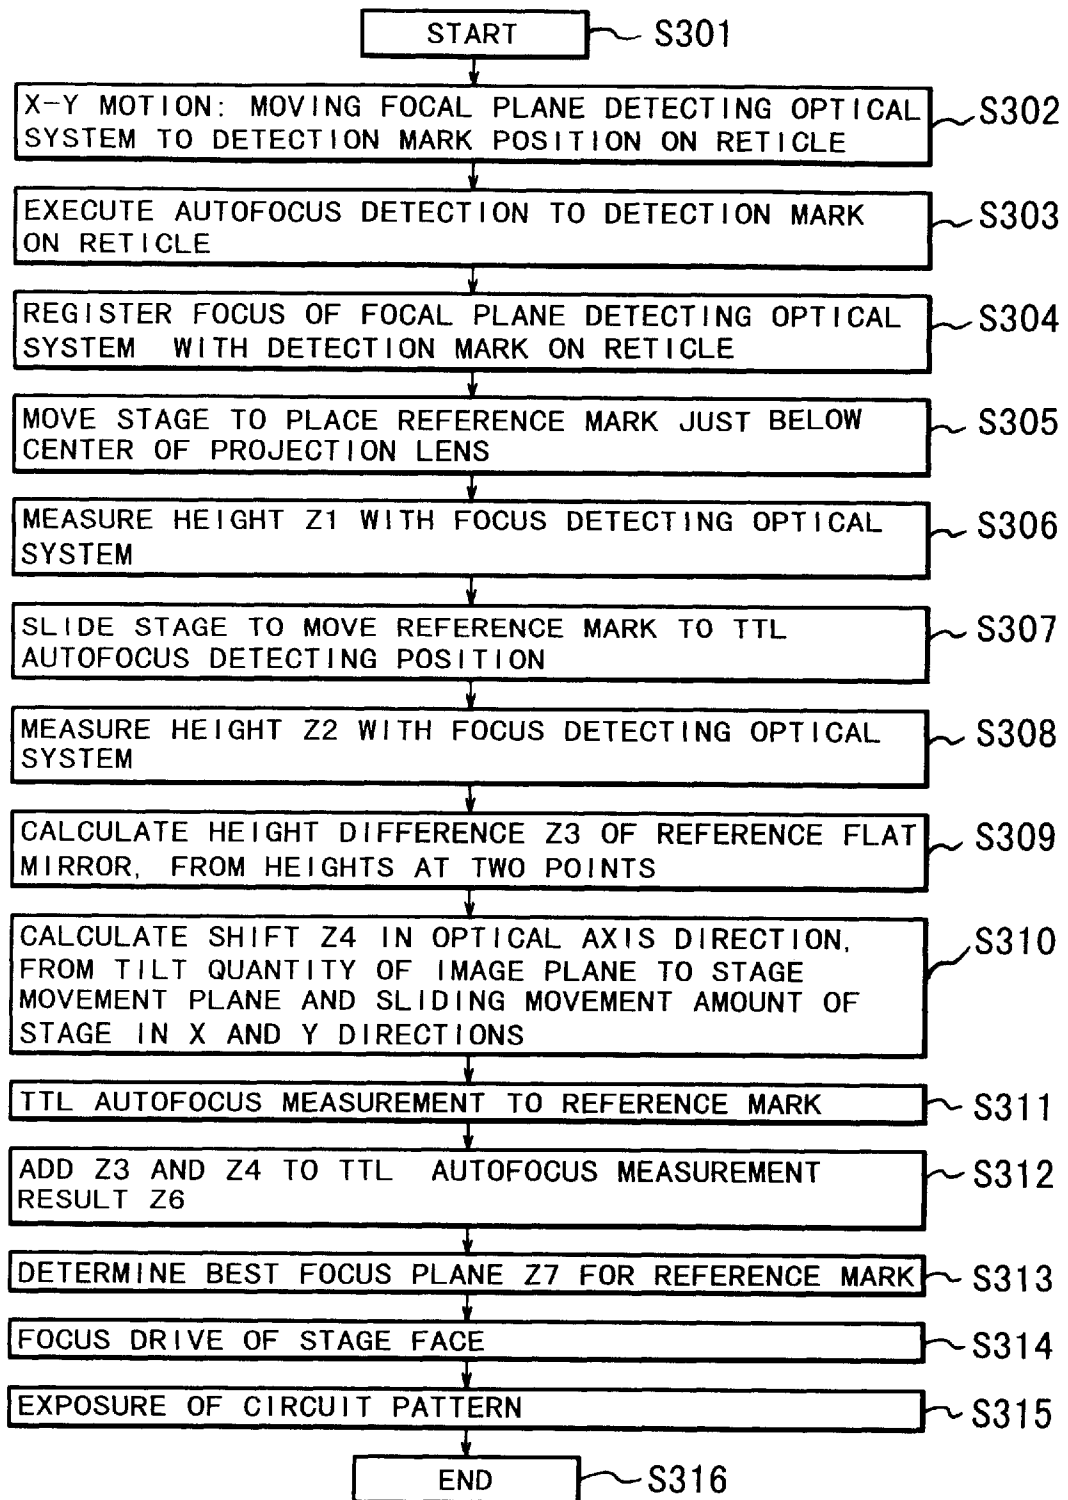 START
S301
X-Y MOTION: MOVING FOCAL PLANE DETECTING OPTICAL
SYSTEM TO DETECTION MARK POSITION ON RETICLE
S302
EXECUTE AUTOFOCUS DETECTION TO DETECTION MARK
ON RETICLE
S303
REGISTER FOCUS OF FOCAL PLANE DETECTING OPTICAL
SYSTEM WITH DETECTION MARK ON RETICLE
S304
MOVE STAGE TO PLACE REFERENCE MARK JUST BELOW
CENTER OF PROJECTION LENS
S305
MEASURE HEIGHT Z1 WITH FOCUS DETECTING OPTICAL
SYSTEM
S306
SLIDE STAGE TO MOVE REFERENCE MARK TO TTL
AUTOFOCUS DETECTING POSITION
S307
MEASURE HEIGHT Z2 WITH FOCUS DETECTING OPTICAL
SYSTEM
S308
CALCULATE HEIGHT DIFFERENCE Z3 OF REFERENCE FLAT
MIRROR, FROM HEIGHTS AT TWO POINTS
S309
CALCULATE SHIFT Z4 IN OPTICAL AXIS DIRECTION,
FROM TILT QUANTITY OF IMAGE PLANE TO STAGE
MOVEMENT PLANE AND SLIDING MOVEMENT AMOUNT OF
STAGE IN X AND Y DIRECTIONS
S310
TTL AUTOFOCUS MEASUREMENT TO REFERENCE MARK
S311
ADD Z3 AND Z4 TO TTL AUTOFOCUS MEASUREMENT
RESULT Z6
S312
DETERMINE BEST FOCUS PLANE Z7 FOR REFERENCE MARK
S313
FOCUS DRIVE OF STAGE FACE
S314
EXPOSURE OF CIRCUIT PATTERN
S315
END
S316